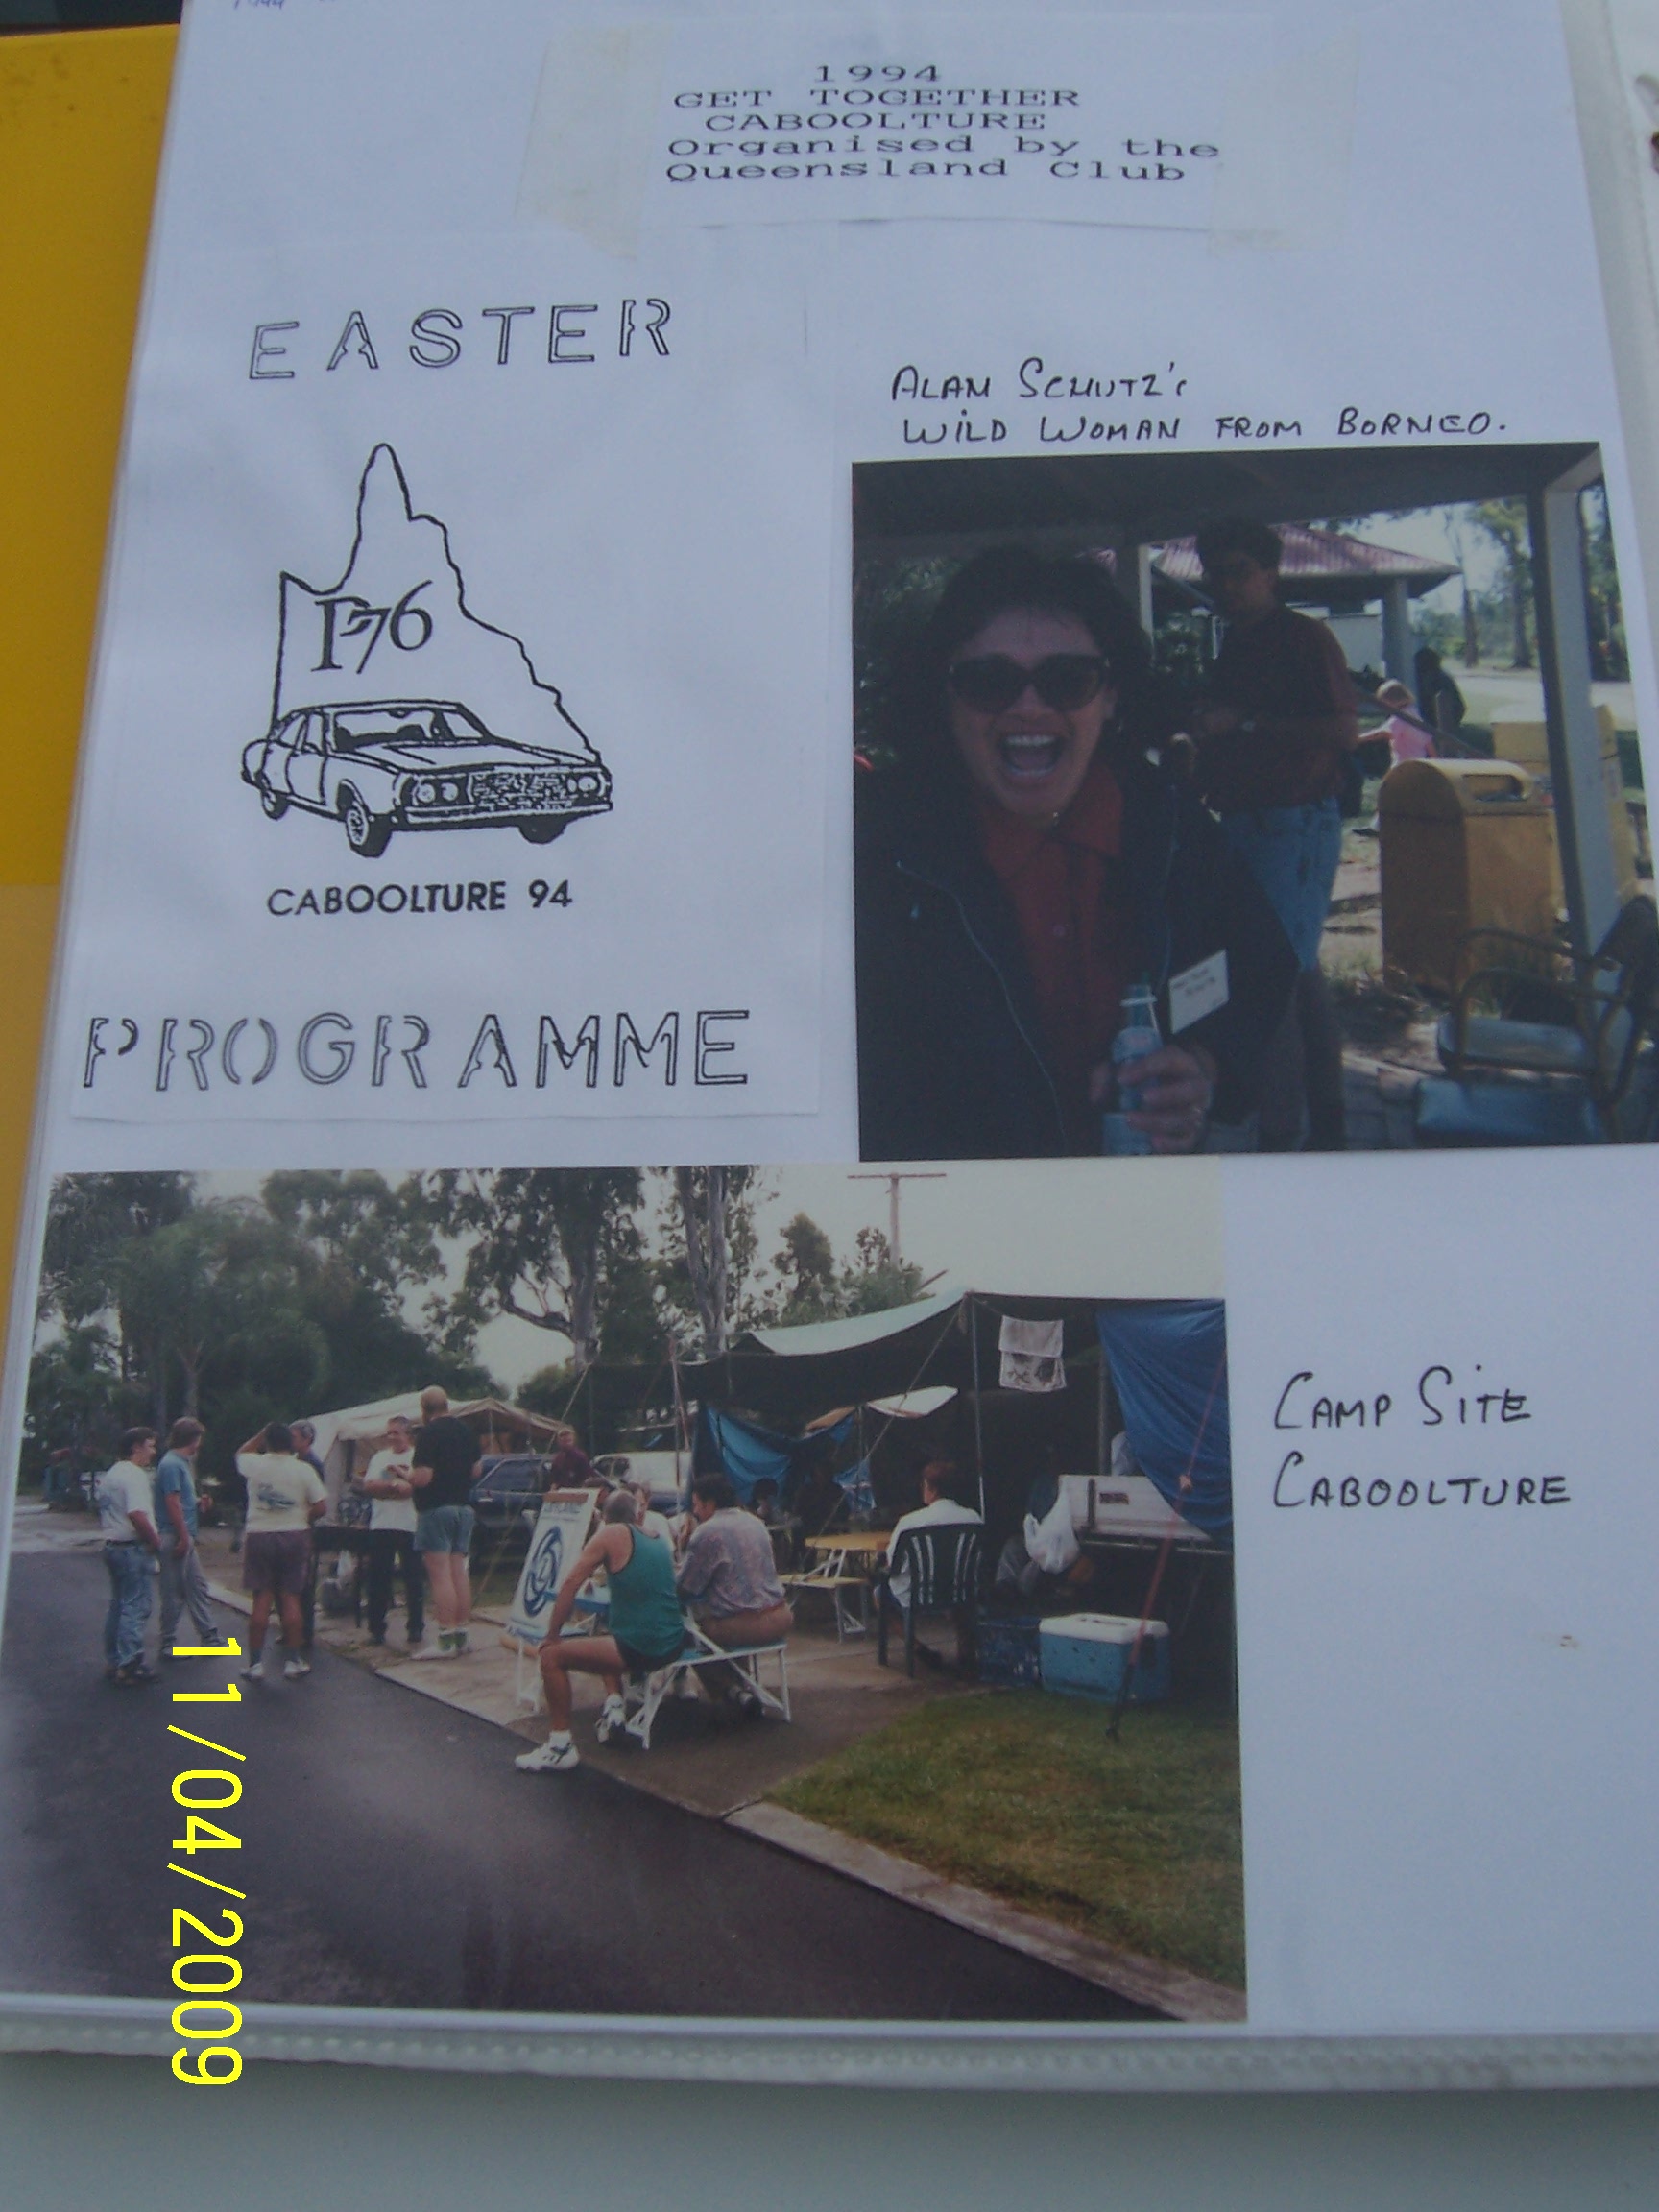 1994
GET TOGETHER
CABOOLTURE
Organised by the
Queensland Club
EASTER
P76
CABOOLTURE 94
PROGRAMME
ALAN SCHUTZ's
WILD WOMAN FROM BORNEO.
CAMP SITE
CABOOLTURE
11/04/2009